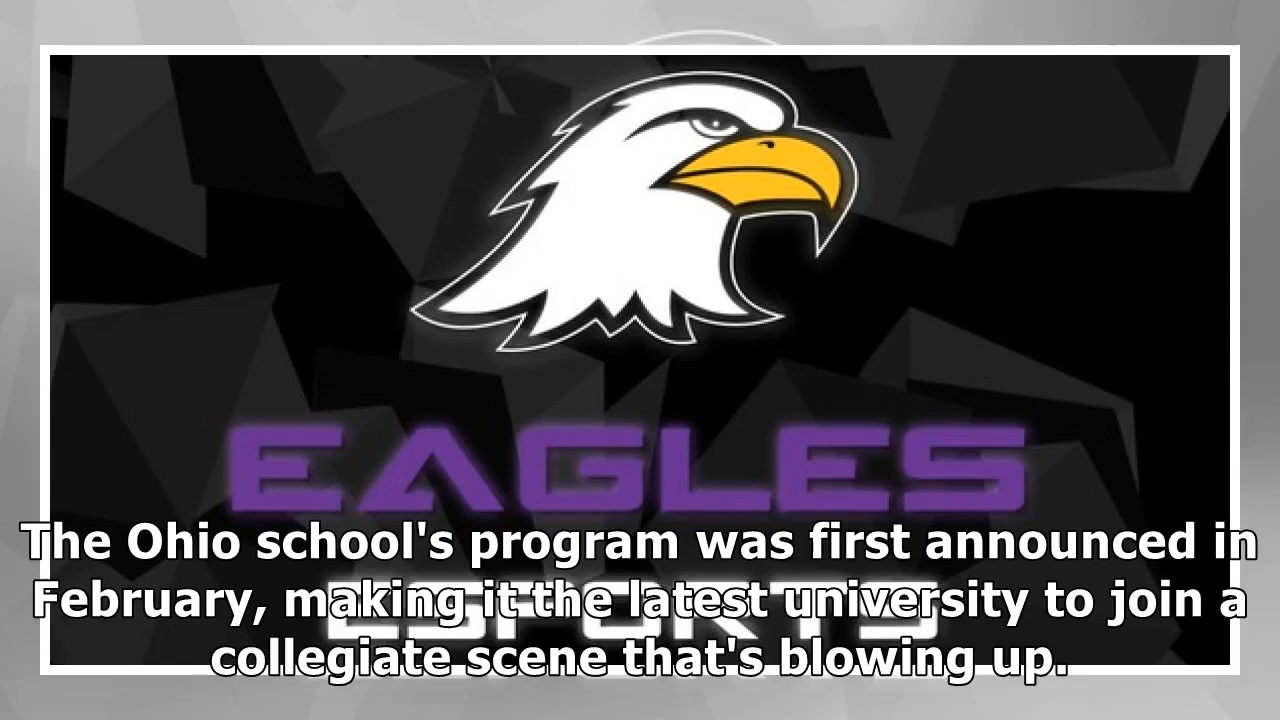 EAGLES
The Ohio school's program was first announced in
ESPORTS
February, making it the latest university to join a
collegiate scene that's blowing up.